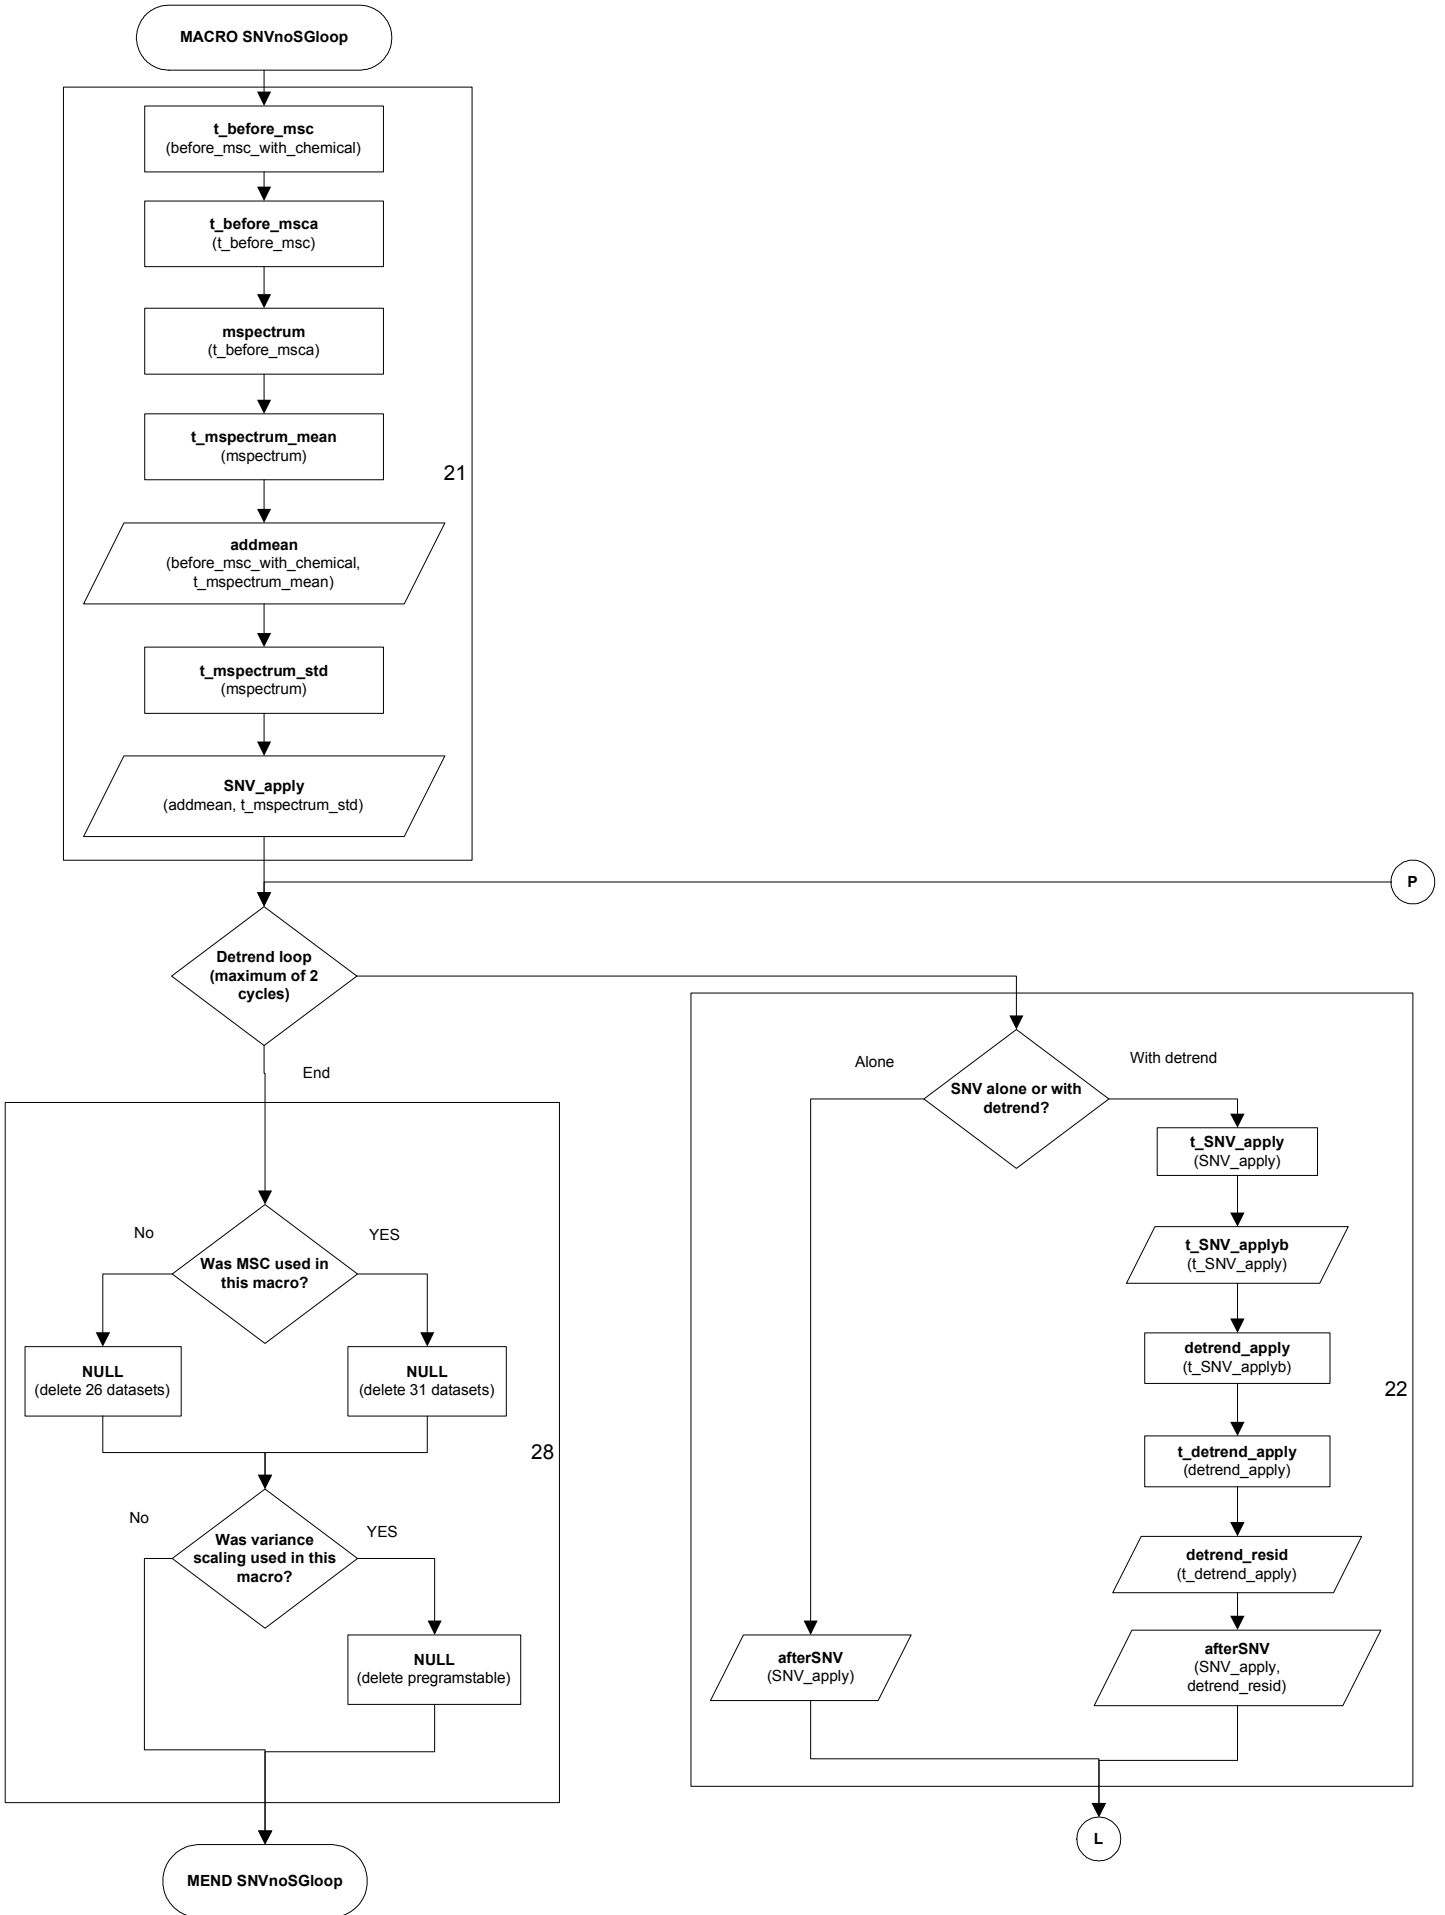 MACRO SNVnoSGloop
t_before_msc
(before_msc_with_chemical)
t_before_msca
(t_before_msc)
mspectrum
(t_before_msca)
t_mspectrum_mean
(mspectrum)
21
addmean
(before_msc_with_chemical,
t_mspectrum_mean)
t_mspectrum_std
(mspectrum)
SNV_apply
(addmean, t_mspectrum_std)
P
Detrend loop
(maximum of 2
cycles)
End
Alone
With detrend
SNV alone or with
detrend?
t_SNV_apply
(SNV_apply)
t_SNV_applyb
(t_SNV_apply)
detrend_apply
(t_SNV_applyb)
22
t_detrend_apply
(detrend_apply)
detrend_resid
(t_detrend_apply)
afterSNV
(SNV_apply)
afterSNV
(SNV_apply,
detrend_resid)
L
No
YES
Was MSC used in
this macro?
NULL
(delete 26 datasets)
NULL
(delete 31 datasets)
28
No
YES
Was variance
scaling used in this
macro?
NULL
(delete pregramstable)
MEND SNVnoSGloop